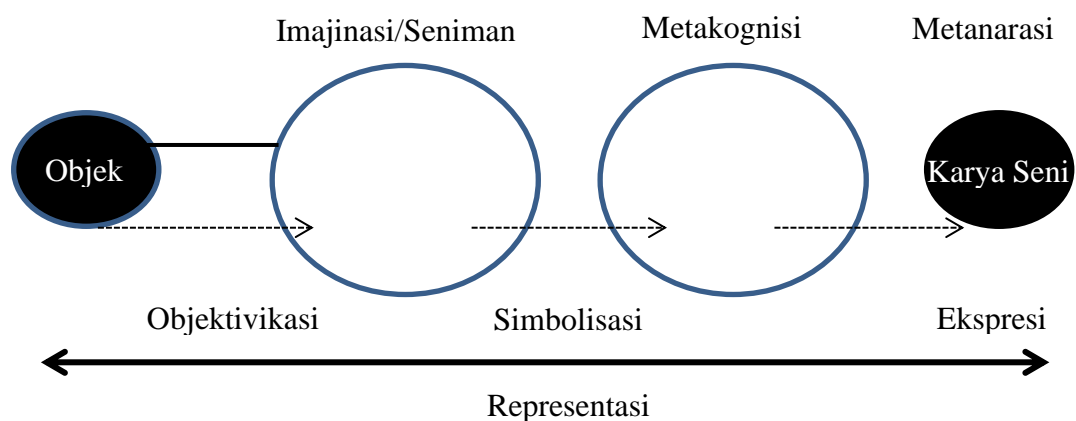 Imajinasi/Seniman
Metakognisi
Metanarasi
Objek
Karya Seni
Objektivikasi
Simbolisasi
Ekspresi
Representasi